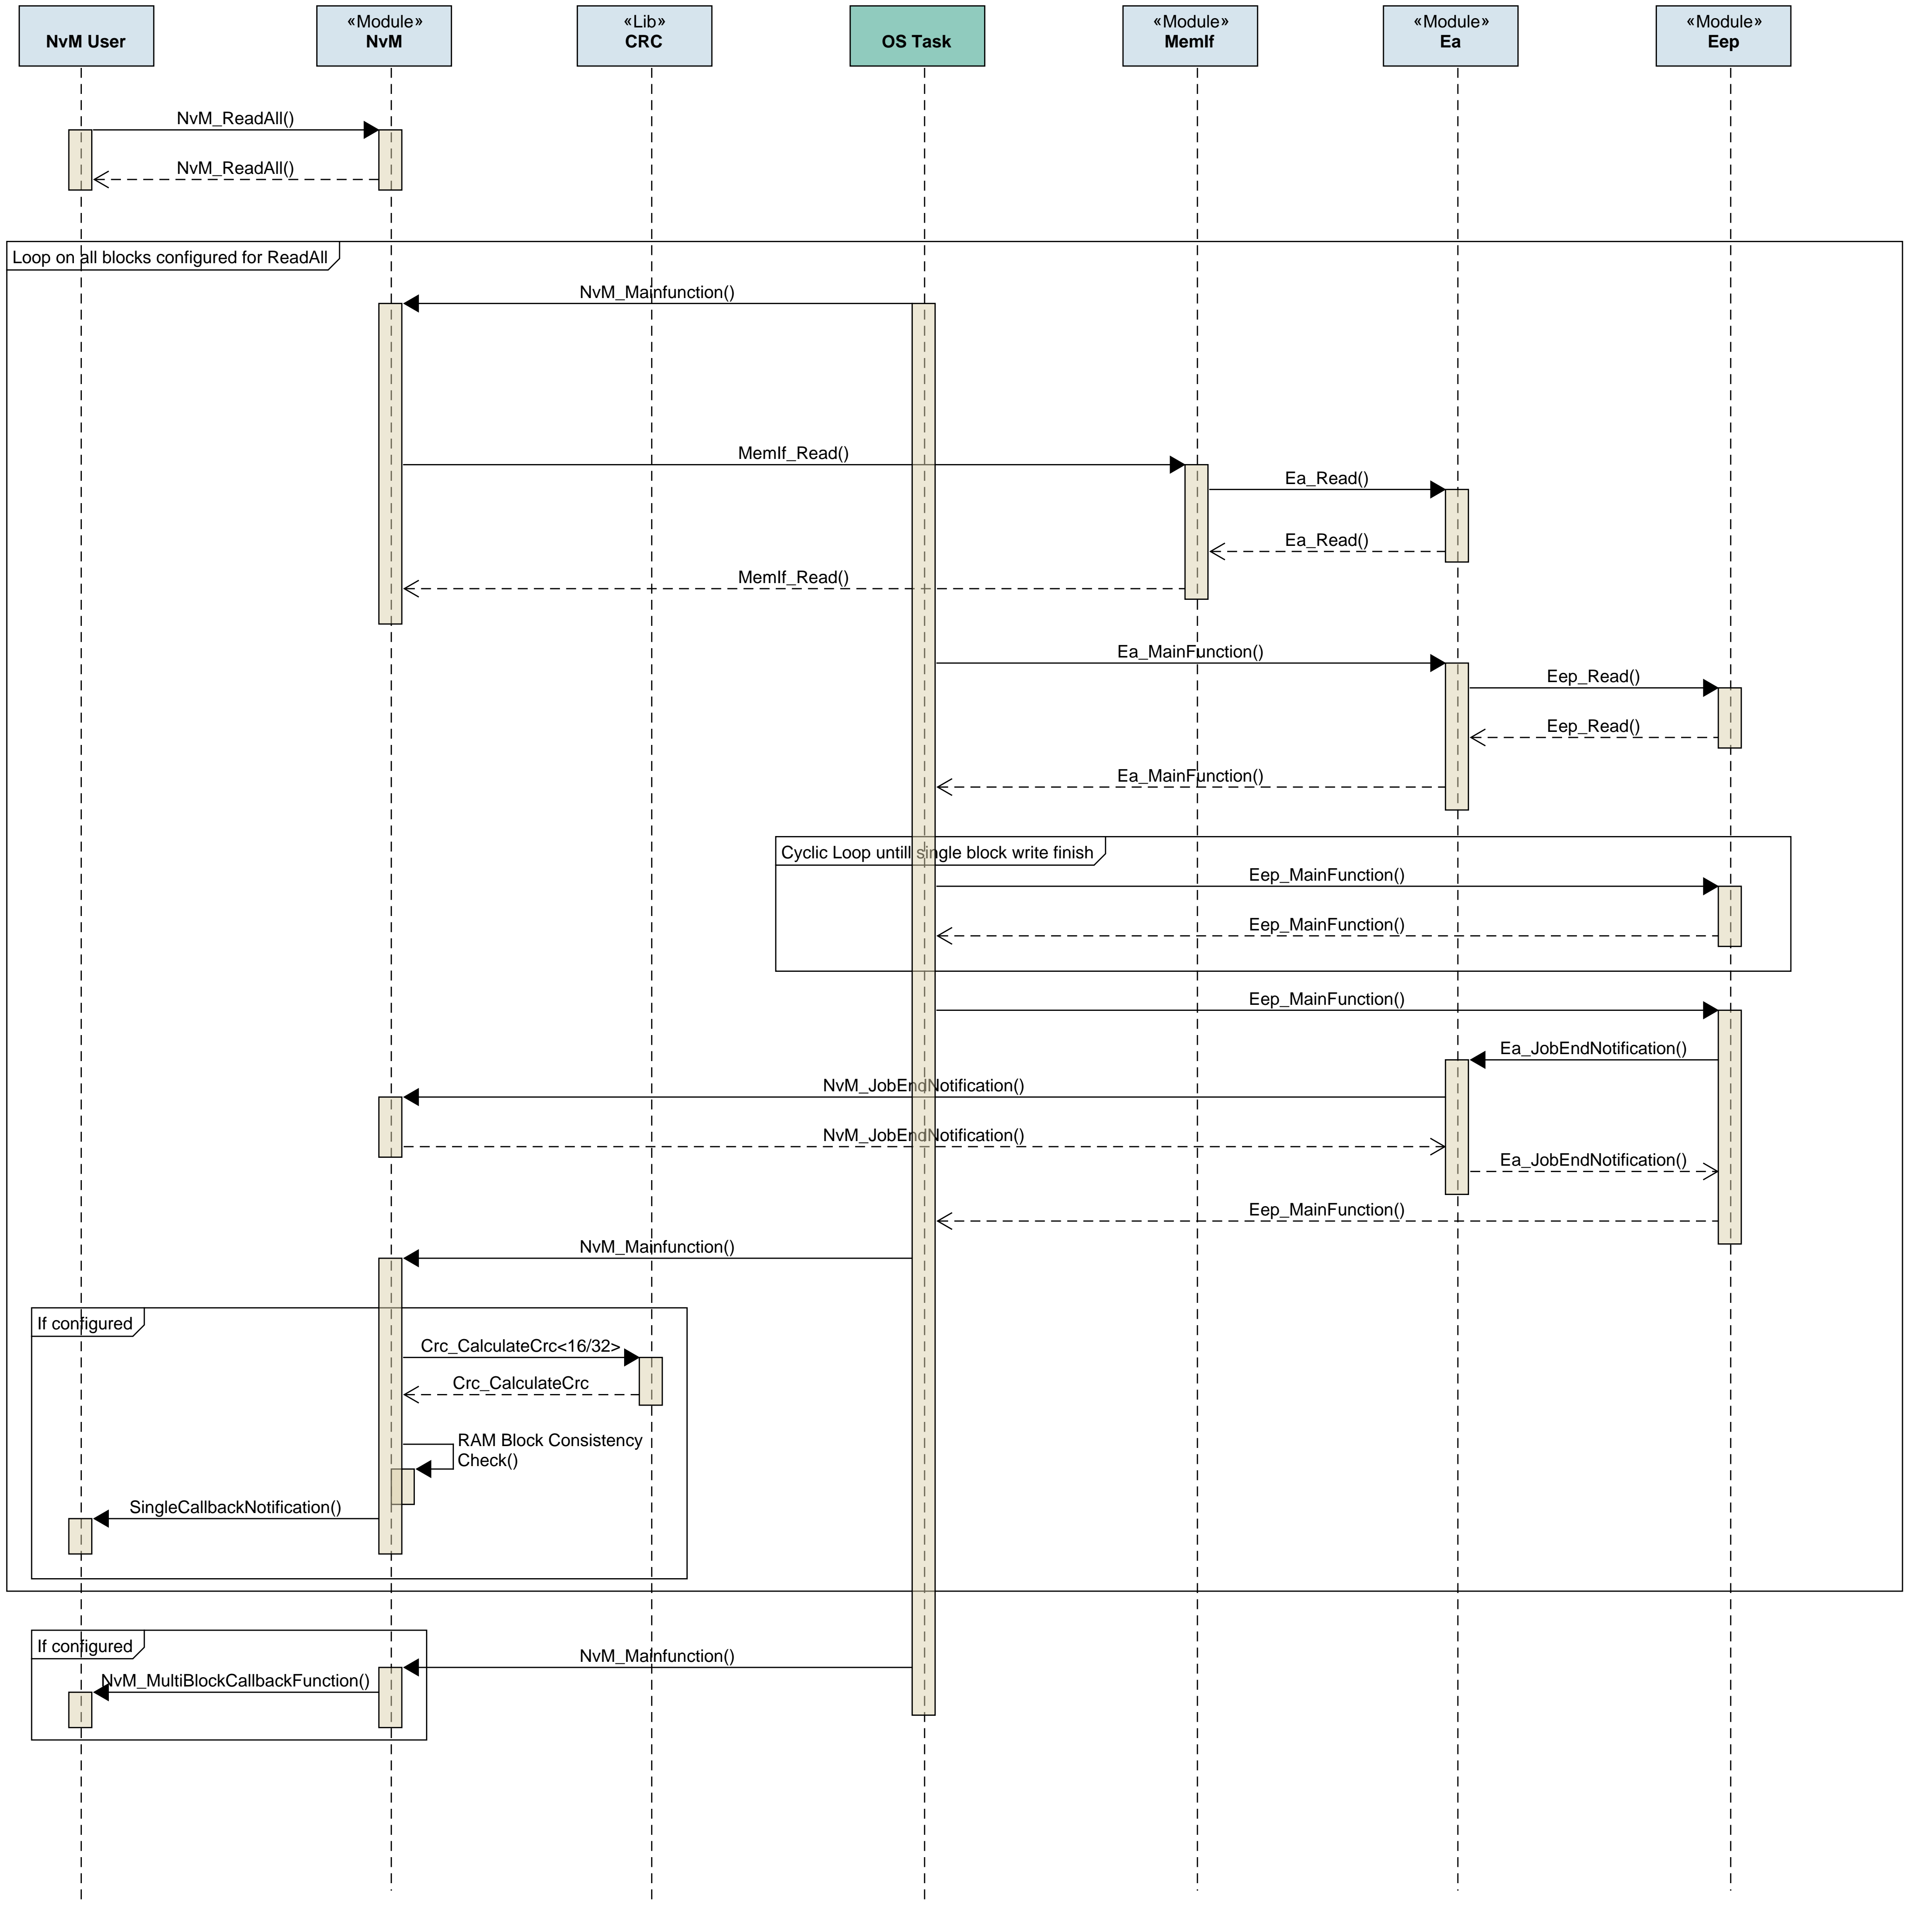 NvM User
«Module»
NvM
«Lib»
CRC
OS Task
«Module»
MemIf
«Module»
Ea
«Module»
Eep
NvM_ReadAll()
NvM_ReadAll()
Loop on all blocks configured for ReadAll
NvM_Mainfunction()
MemIf_Read()
Ea_Read()
Ea_Read()
MemIf_Read()
Ea_MainFunction()
Eep_Read()
Eep_Read()
Ea_MainFunction()
Cyclic Loop untill single block write finish
Eep_MainFunction()
Eep_MainFunction()
Eep_MainFunction()
Ea_JobEndNotification()
NvM_JobEndNotification()
NvM_JobEndNotification()
Ea_JobEndNotification()
Eep_MainFunction()
NvM_Mainfunction()
If configured
Crc_CalculateCrc<16/32>
Crc_CalculateCrc
RAM Block Consistency
Check()
SingleCallbackNotification()
If configured
NvM_Mainfunction()
NvM_MultiBlockCallbackFunction()